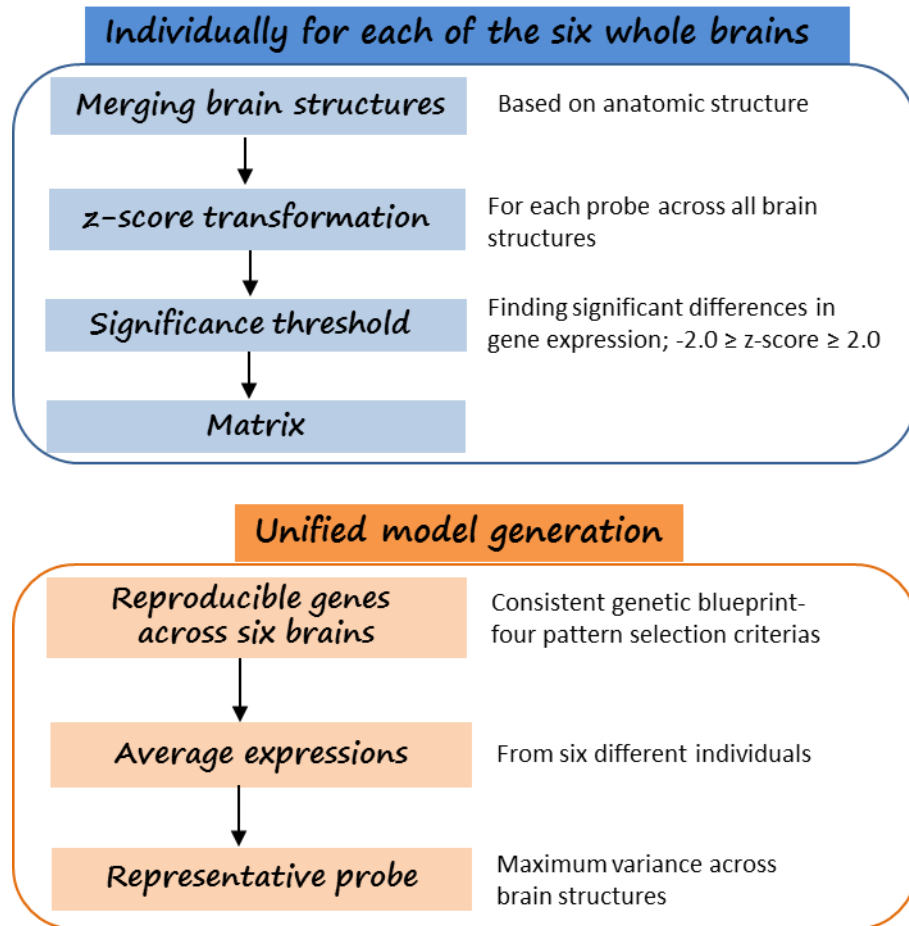 Individually for each of the six whole brains
Merging brain structures
Based on anatomic structure
z-score transformation
For each probe across all brain
structures
Significance threshold
Finding significant differences in
gene expression; -2.0 ≥ z-score ≥ 2.0
Matrix
Unified model generation
Reproducible genes
across six brains
Consistent genetic blueprint-
four pattern selection criterias
Average expressions
From six different individuals
Representative probe
Maximum variance across
brain structures